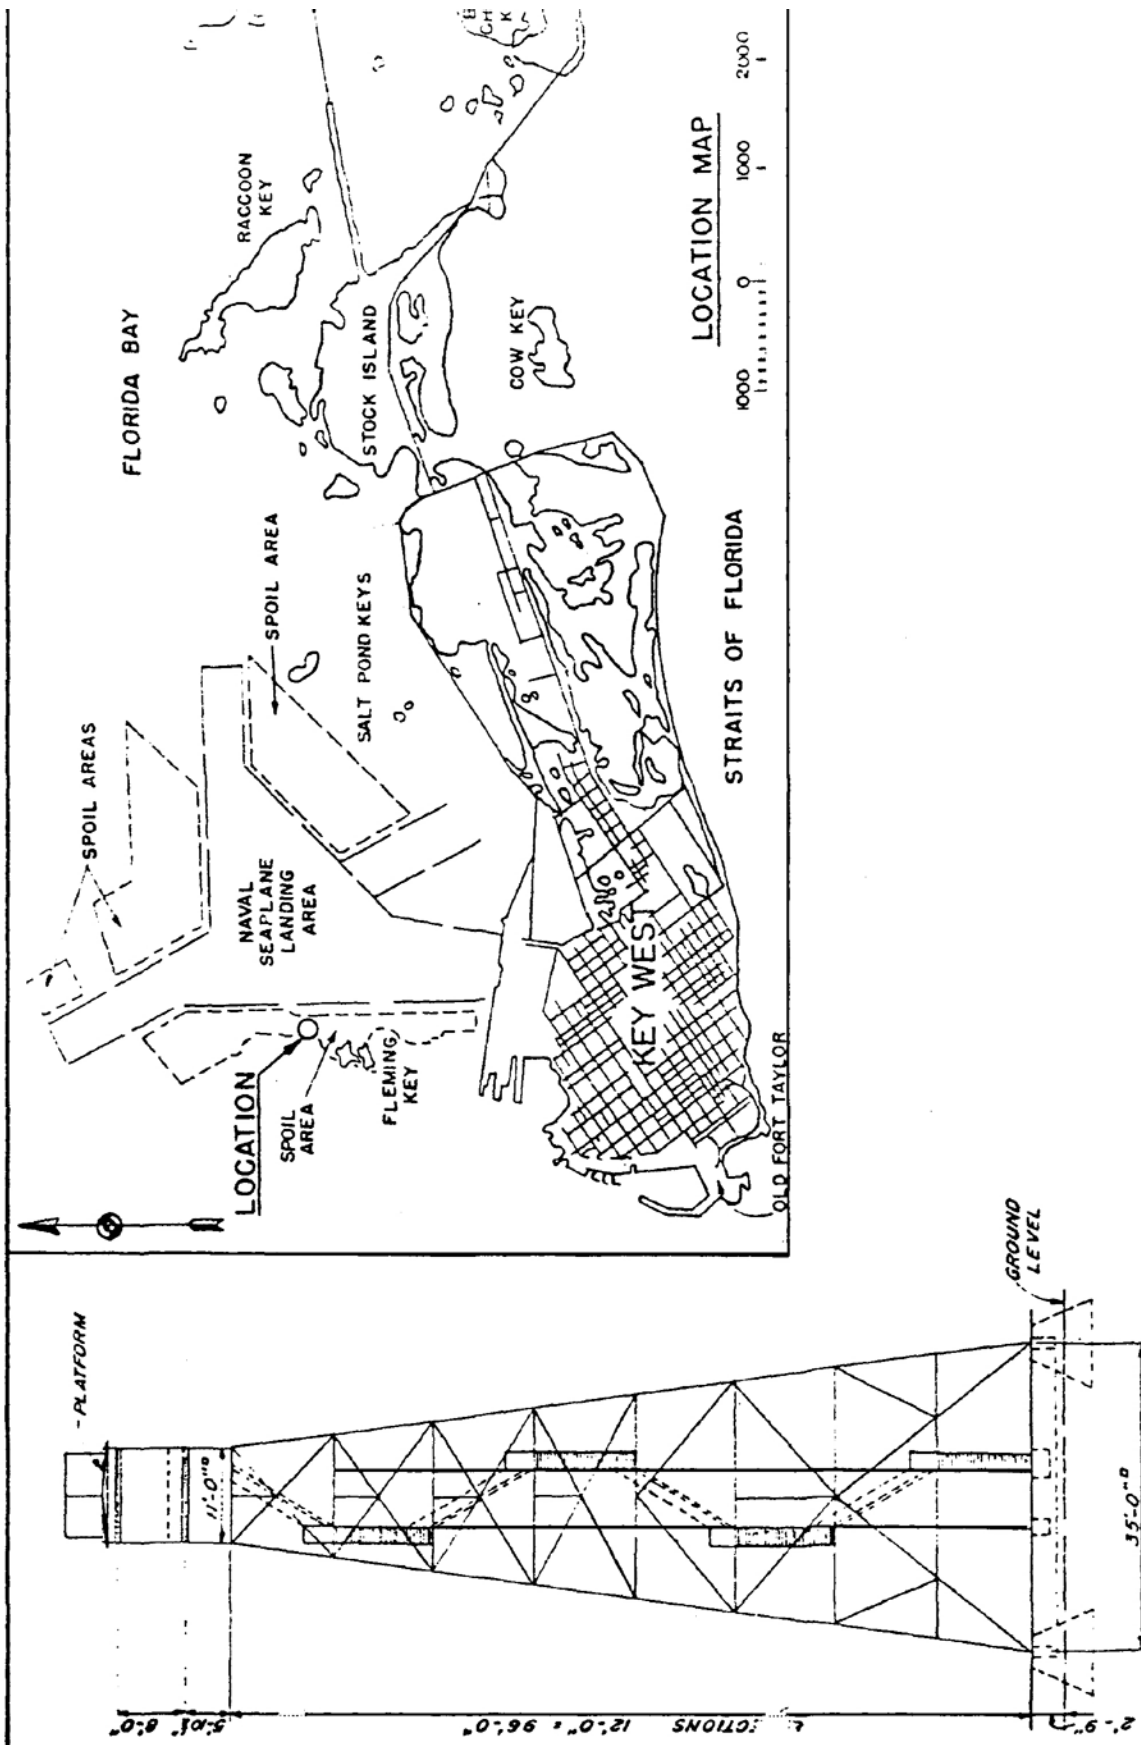 FLORIDA BAY
RACCOON
KEY
SPOIL AREAS
SPOIL AREA
NAVAL
SEAPLANE
LANDING
AREA
SALT POND KEYS
STOCK ISLAND
COW KEY
LOCATION
SPOIL
AREA
FLEMING
KEY
KEY WEST
STRAITS OF FLORIDA
OLD FORT TAYLOR
LOCATION MAP
1000 0 1000 2000
PLATFORM
11'-0"
8'-0"
12'-0" = 96'-0"
GROUND
LEVEL
2'-9"
35'-0"